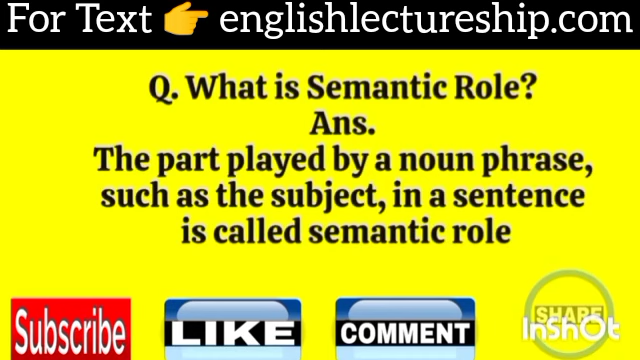 For Text 👉 englishlectureship.com
Q. What is Semantic Role?
Ans.
The part played by a noun phrase,
such as the subject, in a sentence
is called semantic role
Subscribe
LIKE
COMMENT
SHARE
InShOt